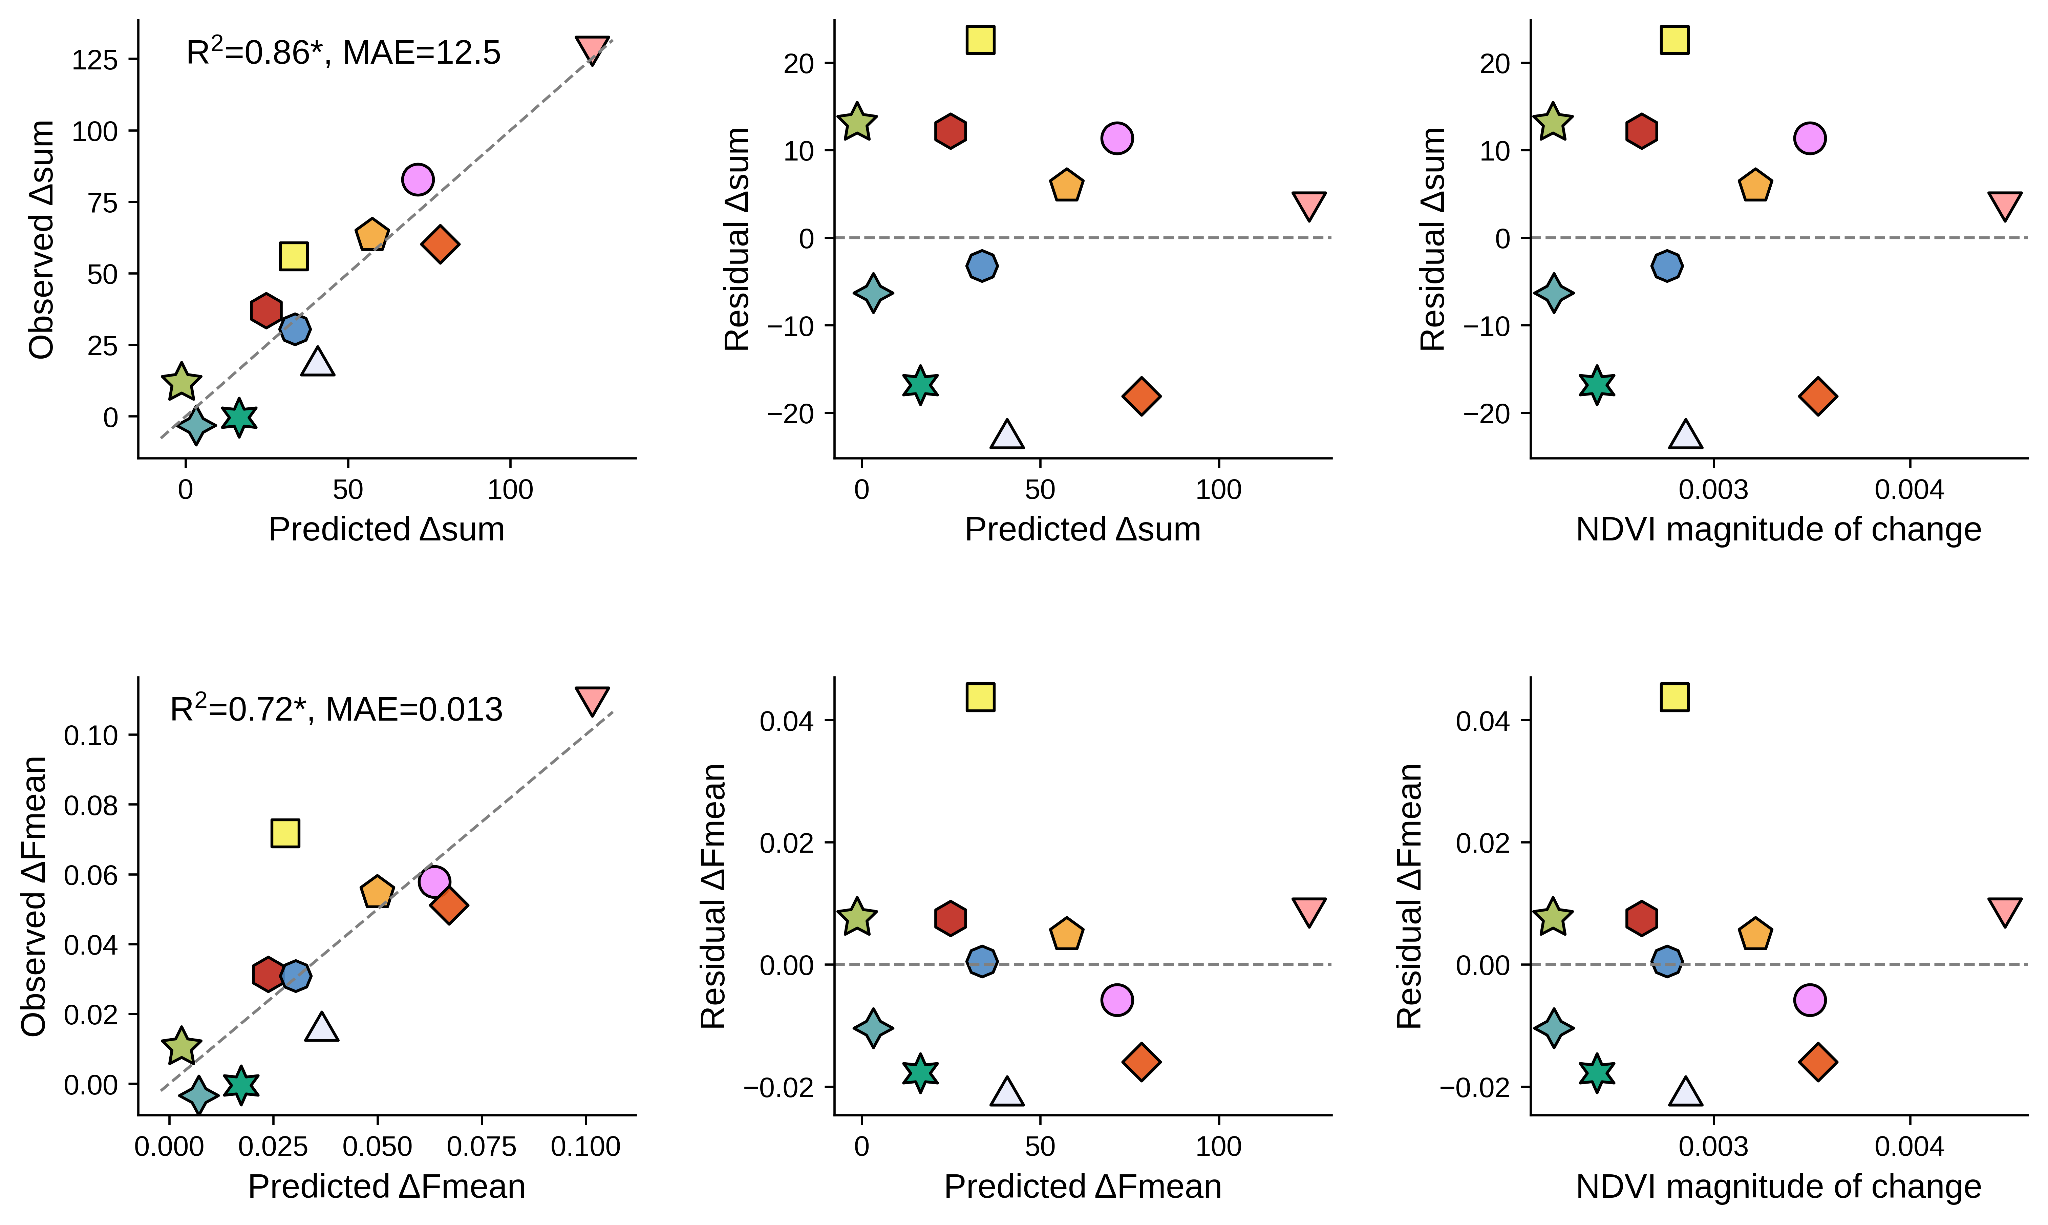 R²=0.86*, MAE=12.5
Observed Δsum
125
100
75
50
25
0
0 50 100
Predicted Δsum
Residual Δsum
20
10
0
−10
−20
0 50 100
Predicted Δsum
Residual Δsum
20
10
0
−10
−20
0.003 0.004
NDVI magnitude of change
R²=0.72*, MAE=0.013
Observed ΔFmean
0.10
0.08
0.06
0.04
0.02
0.00
0.000 0.025 0.050 0.075 0.100
Predicted ΔFmean
Residual ΔFmean
0.04
0.02
0.00
−0.02
0 50 100
Predicted ΔFmean
Residual ΔFmean
0.04
0.02
0.00
−0.02
0.003 0.004
NDVI magnitude of change